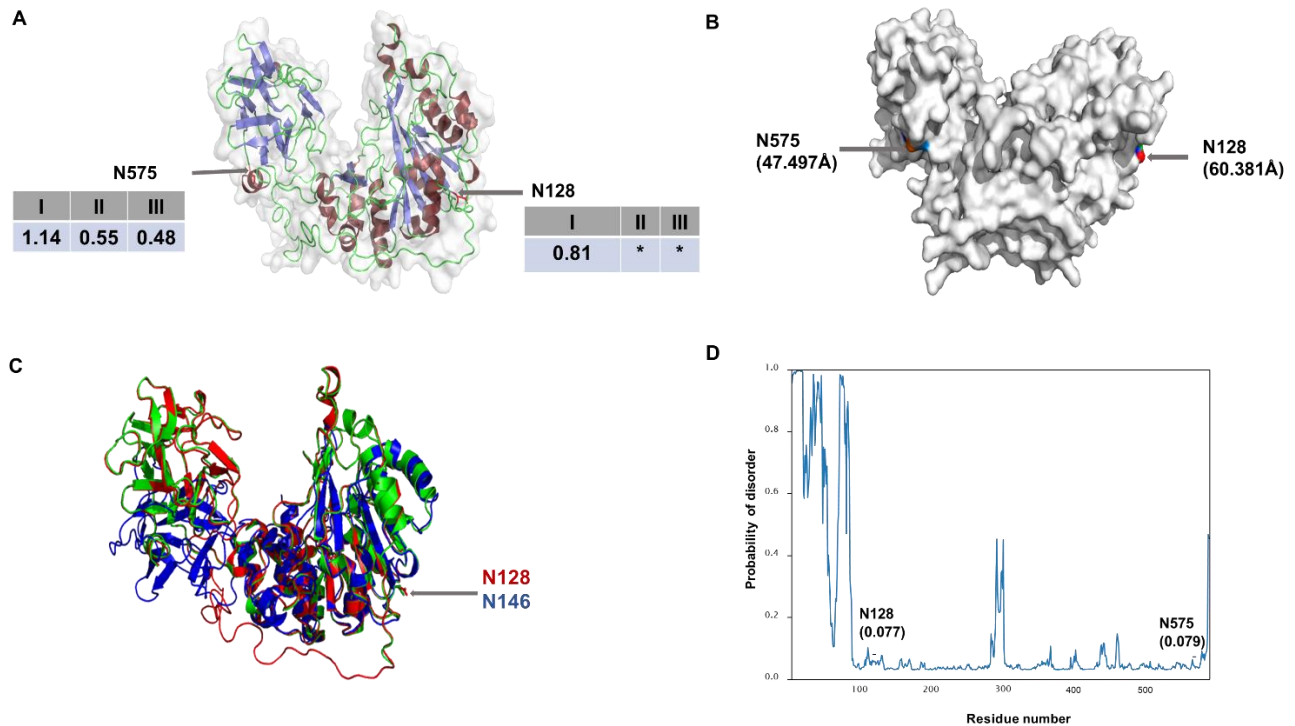 A
N575
I II III
1.14 0.55 0.48
N128
I II III
0.81 * *
B
N575
(47.497Å)
N128
(60.381Å)
C
N128
N146
D
Probability of disorder
1.0
0.8
0.6
0.4
0.2
0.0
N128
(0.077)
N575
(0.079)
100 200 300 400 500
Residue number